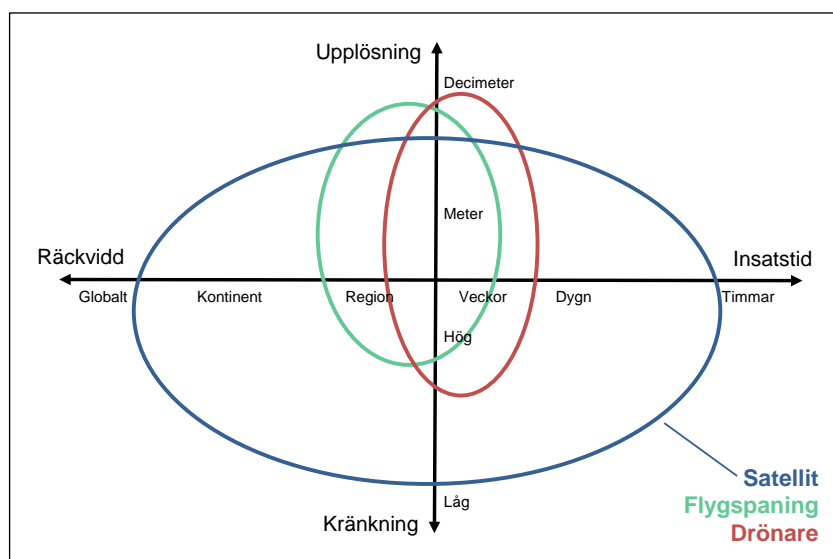 Upplösning
Decimeter
Meter
Räckvidd
Insatstid
Globalt
Kontinent
Region
Veckor
Dygn
Timmar
Hög
Låg
Kränkning
Satellit
Flygspaning
Drönare